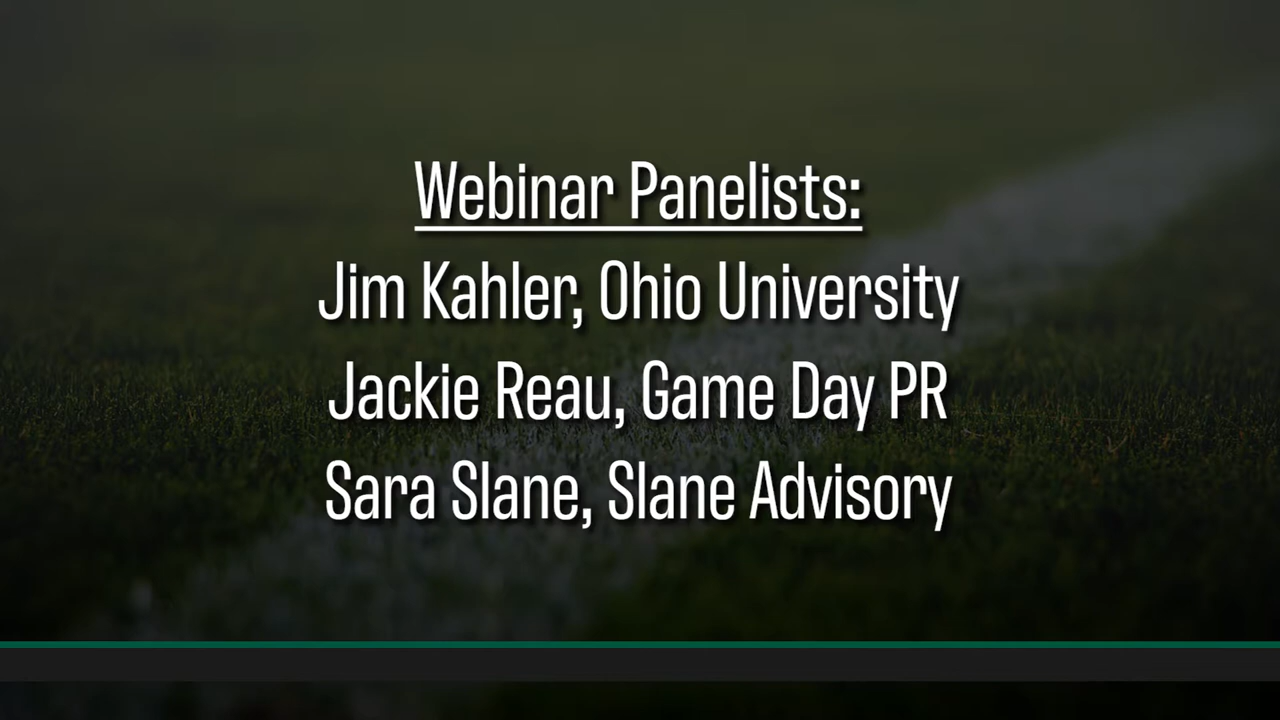 Webinar Panelists:
Jim Kahler, Ohio University
Jackie Reau, Game Day PR
Sara Slane, Slane Advisory